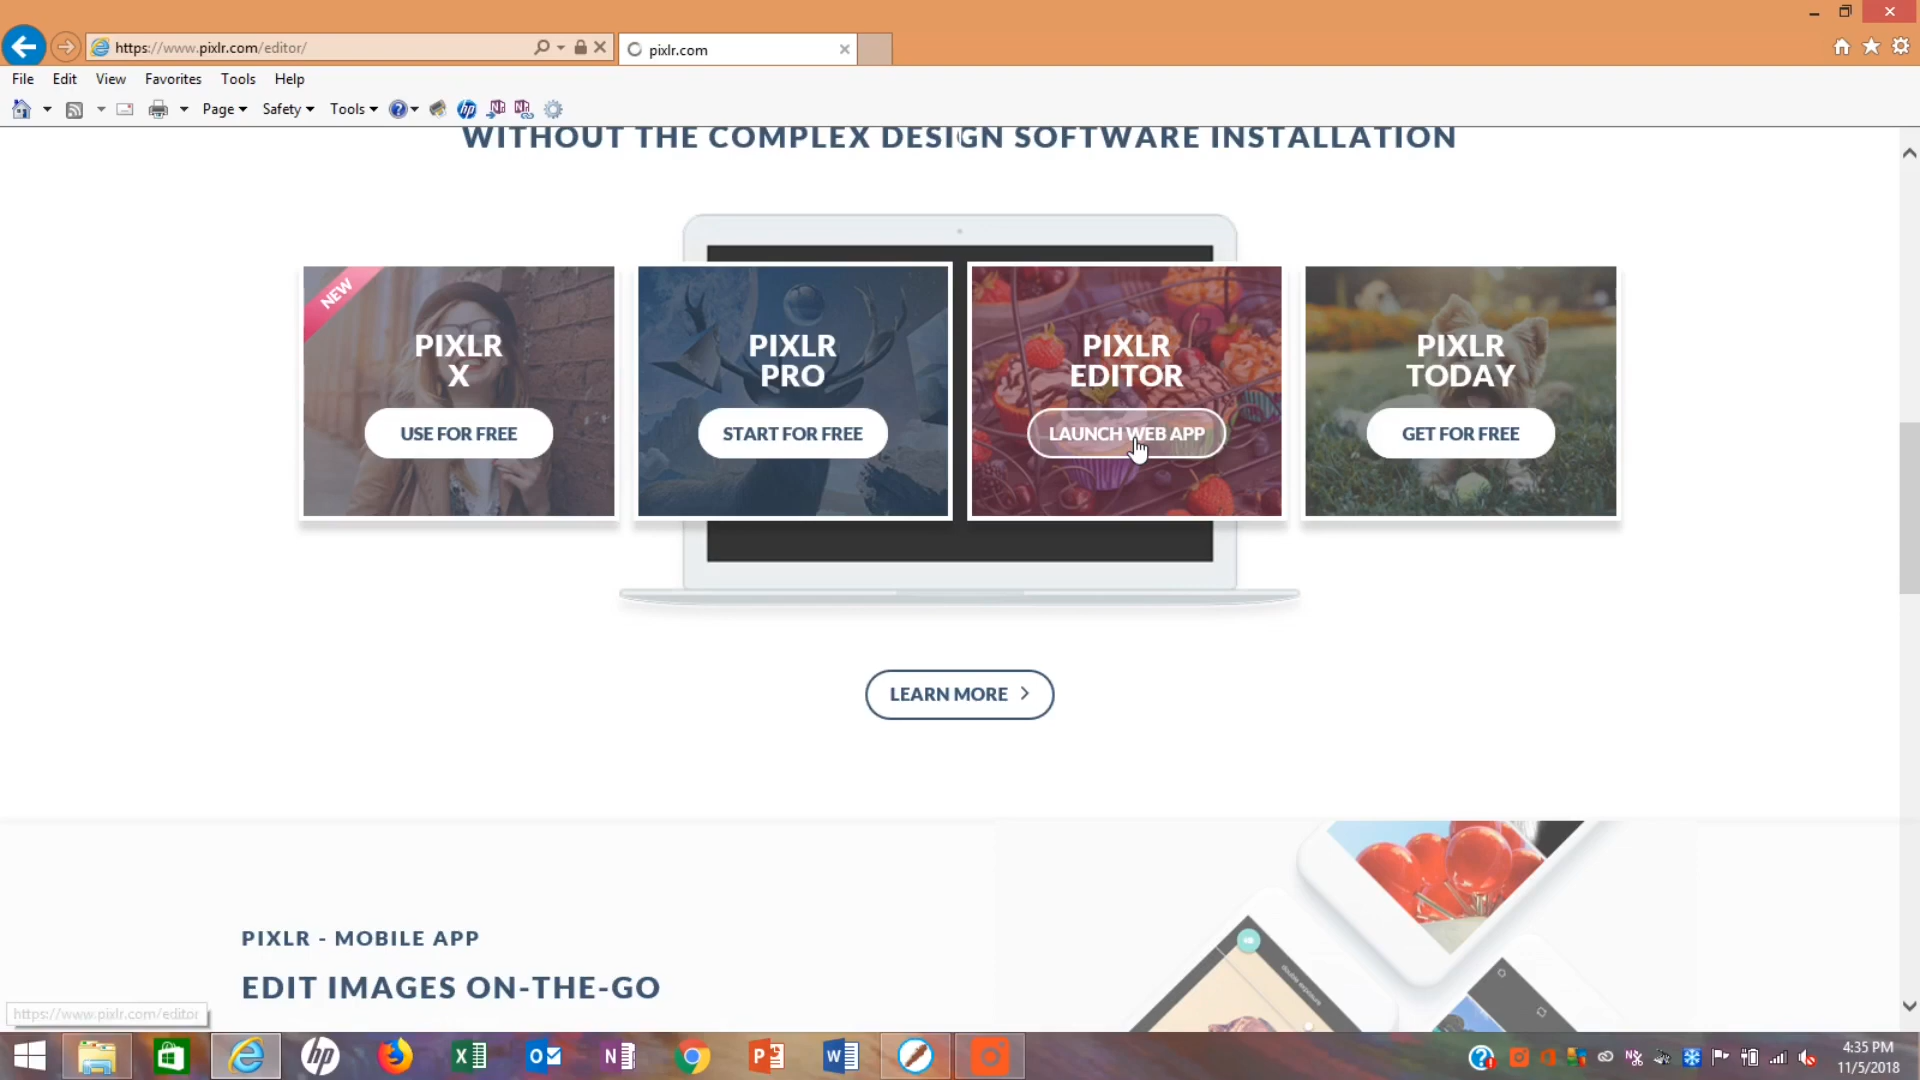 https://www.pixlr.com/editor/
pixlr.com
File Edit View Favorites Tools Help
Page Safety Tools
WITHOUT THE COMPLEX DESIGN SOFTWARE INSTALLATION
NEW
PIXLR
X
USE FOR FREE
PIXLR
PRO
START FOR FREE
PIXLR
EDITOR
LAUNCH WEB APP
PIXLR
TODAY
GET FOR FREE
LEARN MORE
PIXLR - MOBILE APP
EDIT IMAGES ON-THE-GO
double exposure
https://www.pixlr.com/editor
4:35 PM
11/5/2018